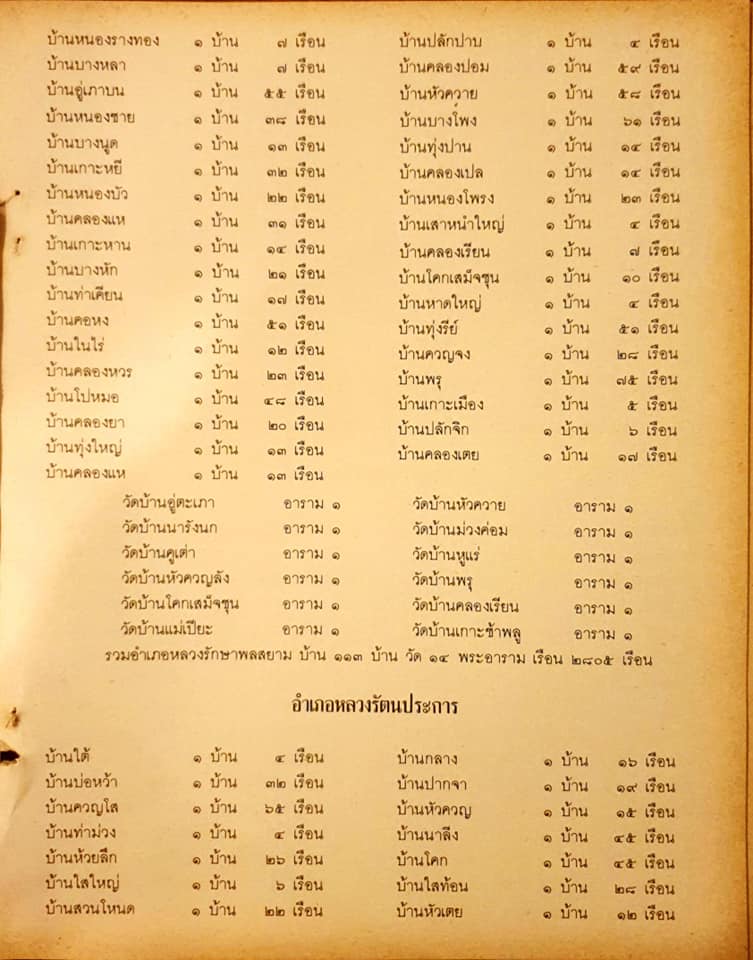 บ้านหนองรางทอง ๑ บ้าน ๗ เรือน บ้านปลักปาบ ๑ บ้าน ๔ เรือน
บ้านบางหลา ๑ บ้าน ๗ เรือน บ้านคลองปอม ๑ บ้าน ๕๙ เรือน
บ้านอู่เภาบน ๑ บ้าน ๕๕ เรือน บ้านหัวควาย ๑ บ้าน ๕๘ เรือน
บ้านหนองชาย ๑ บ้าน ๓๘ เรือน บ้านบางโพง ๑ บ้าน ๖๑ เรือน
บ้านบางนูด ๑ บ้าน ๑๓ เรือน บ้านทุ่งปาน ๑ บ้าน ๑๔ เรือน
บ้านเกาะหยี ๑ บ้าน ๓๒ เรือน บ้านคลองเปล ๑ บ้าน ๑๔ เรือน
บ้านหนองบัว ๑ บ้าน ๒๒ เรือน บ้านหนองโพรง ๑ บ้าน ๒๓ เรือน
บ้านคลองแห ๑ บ้าน ๓๑ เรือน บ้านเสาหนำใหญ่ ๑ บ้าน ๔ เรือน
บ้านเกาะหาน ๑ บ้าน ๑๔ เรือน บ้านคลองเรียน ๑ บ้าน ๗ เรือน
บ้านบางหัก ๑ บ้าน ๒๑ เรือน บ้านโคกเสม็จชุน ๑ บ้าน ๑๐ เรือน
บ้านท่าเคียน ๑ บ้าน ๑๗ เรือน บ้านหาดใหญ่ ๑ บ้าน ๔ เรือน
บ้านคอหง ๑ บ้าน ๕๑ เรือน บ้านทุ่งรีย์ ๑ บ้าน ๕๑ เรือน
บ้านในไร่ ๑ บ้าน ๑๒ เรือน บ้านควญจง ๑ บ้าน ๒๘ เรือน
บ้านคลองหวร ๑ บ้าน ๒๓ เรือน บ้านพรุ ๑ บ้าน ๗๕ เรือน
บ้านโปหมอ ๑ บ้าน ๔๘ เรือน บ้านเกาะเมือง ๑ บ้าน ๕ เรือน
บ้านคลองยา ๑ บ้าน ๒๐ เรือน บ้านปลักจิก ๑ บ้าน ๖ เรือน
บ้านทุ่งใหญ่ ๑ บ้าน ๑๓ เรือน บ้านคลองเตย ๑ บ้าน ๑๗ เรือน
บ้านคลองแห ๑ บ้าน ๑๓ เรือน
วัดบ้านอู่ตะเภา อาราม ๑ วัดบ้านหัวควาย อาราม ๑
วัดบ้านนารังนก อาราม ๑ วัดบ้านม่วงค่อม อาราม ๑
วัดบ้านคูเต่า อาราม ๑ วัดบ้านหูแร่ อาราม ๑
วัดบ้านหัวควญลัง อาราม ๑ วัดบ้านพรุ อาราม ๑
วัดบ้านโคกเสม็จชุน อาราม ๑ วัดบ้านคลองเรียน อาราม ๑
วัดบ้านแม่เปียะ อาราม ๑ วัดบ้านเกาะช้าพลู อาราม ๑
รวมอำเภอหลวงรักษาพลสยาม บ้าน ๑๑๓ บ้าน วัด ๑๔ พระอาราม เรือน ๒๘๐๕ เรือน
อำเภอหลวงรัตนประการ
บ้านใต้ ๑ บ้าน ๔ เรือน บ้านกลาง ๑ บ้าน ๑๖ เรือน
บ้านบ่อหว้า ๑ บ้าน ๓๒ เรือน บ้านปากจา ๑ บ้าน ๑๙ เรือน
บ้านควญโส ๑ บ้าน ๖๕ เรือน บ้านหัวควญ ๑ บ้าน ๑๕ เรือน
บ้านท่าม่วง ๑ บ้าน ๔ เรือน บ้านนาลึง ๑ บ้าน ๔๕ เรือน
บ้านห้วยลึก ๑ บ้าน ๒๖ เรือน บ้านโคก ๑ บ้าน ๔๕ เรือน
บ้านใสใหญ่ ๑ บ้าน ๖ เรือน บ้านใสท้อน ๑ บ้าน ๒๘ เรือน
บ้านสวนโหนด ๑ บ้าน ๒๒ เรือน บ้านหัวเตย ๑ บ้าน ๑๒ เรือน